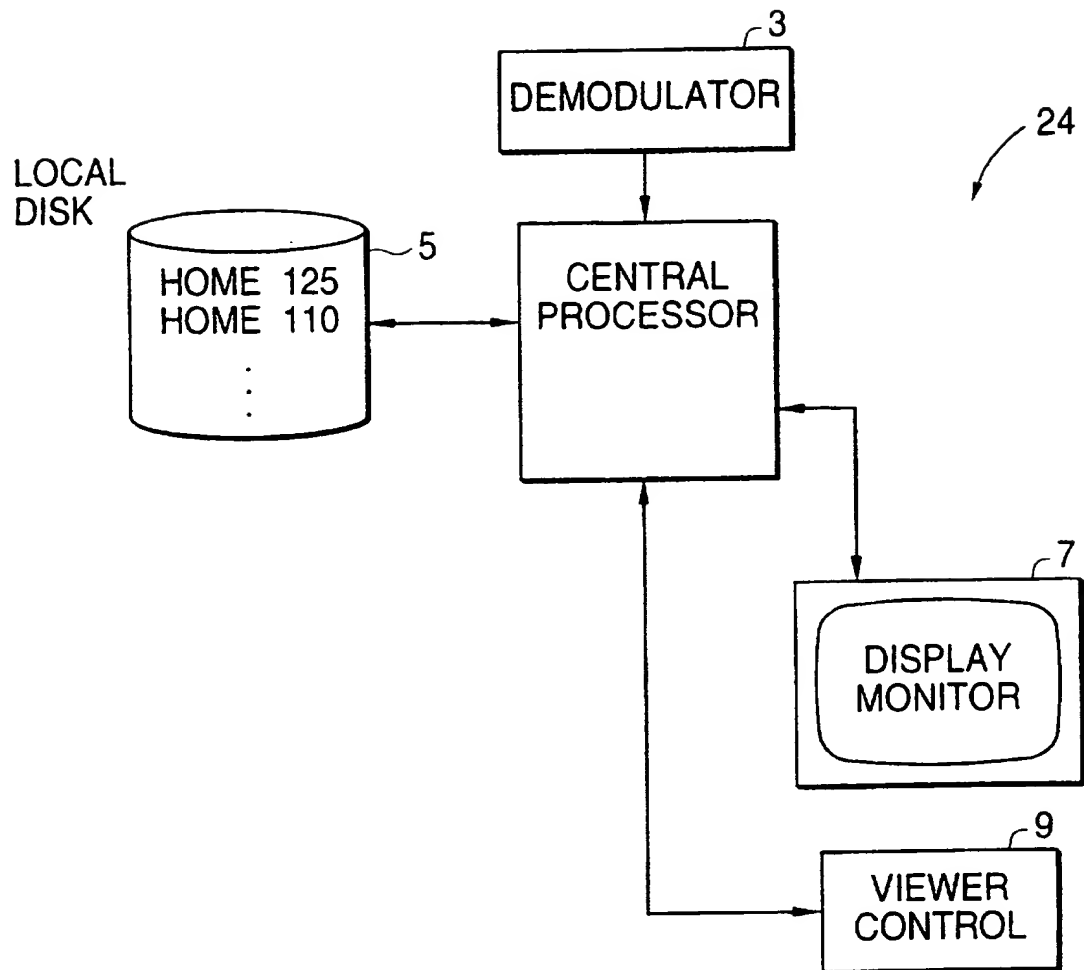 3
DEMODULATOR
24
LOCAL
DISK
5
HOME 125
HOME 110
.
.
.
CENTRAL
PROCESSOR
7
DISPLAY
MONITOR
9
VIEWER
CONTROL